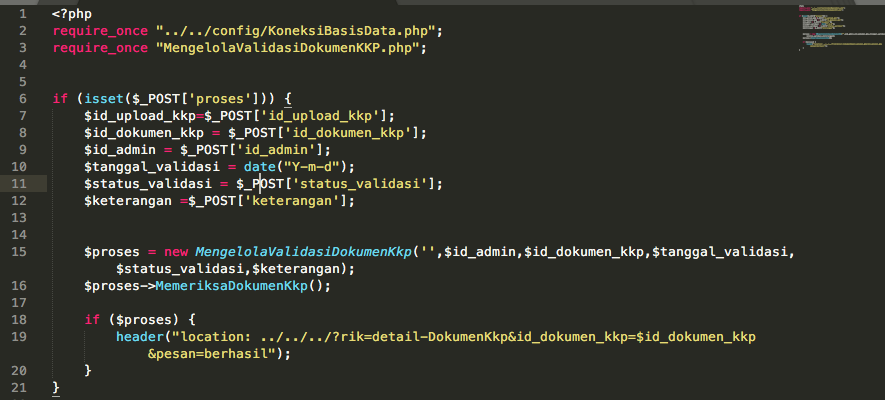 1 <?php
2 require_once "../../config/KoneksiBasisData.php";
3 require_once "MengelolaValidasiDokumenKKP.php";
4
5
6 if (isset($_POST['proses'])) {
7 $id_upload_kkp=$_POST['id_upload_kkp'];
8 $id_dokumen_kkp = $_POST['id_dokumen_kkp'];
9 $id_admin = $_POST['id_admin'];
10 $tanggal_validasi = date("Y-m-d");
11 $status_validasi = $_POST['status_validasi'];
12 $keterangan =$_POST['keterangan'];
13
14
15 $proses = new MengelolaValidasiDokumenKkp('',$id_admin,$id_dokumen_kkp,$tanggal_validasi,
$status_validasi,$keterangan);
16 $proses->MemeriksaDokumenKkp();
17
18 if ($proses) {
19 header("location: ../../../?rik=detail-DokumenKkp&id_dokumen_kkp=$id_dokumen_kkp
&pesan=berhasil");
20 }
21 }